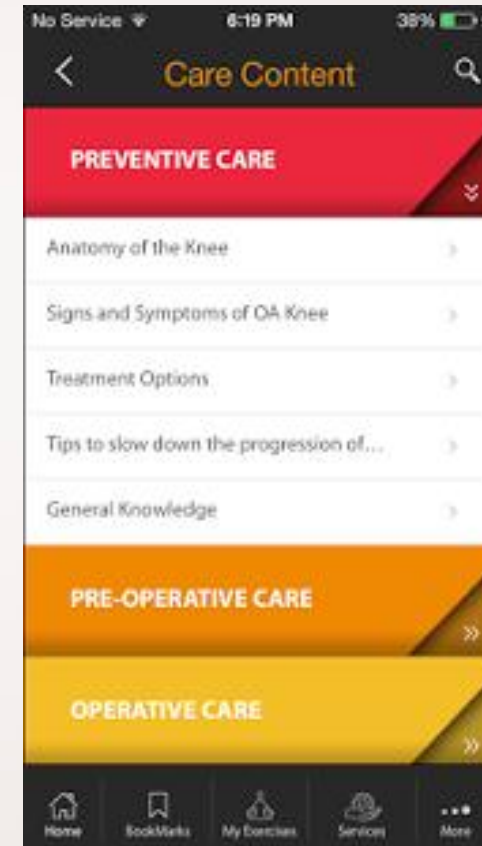 No Service 6:19 PM 38%
Care Content
PREVENTIVE CARE
Anatomy of the Knee
Signs and Symptoms of OA Knee
Treatment Options
Tips to slow down the progression of...
General Knowledge
PRE-OPERATIVE CARE
OPERATIVE CARE
Home BookMarks My Exercises Services More